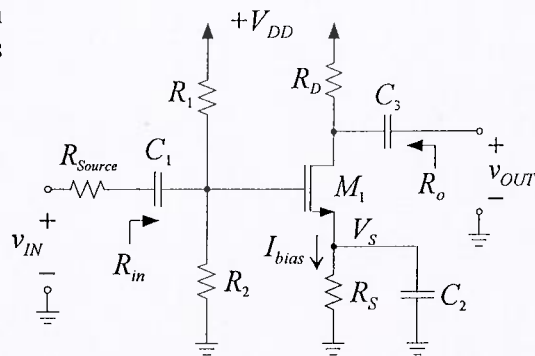 +V_DD
R_1
R_D
C_3
R_Source
C_1
M_1
R_o
+
v_OUT
−
+
v_IN
−
R_in
R_2
I_bias
V_S
R_S
C_2